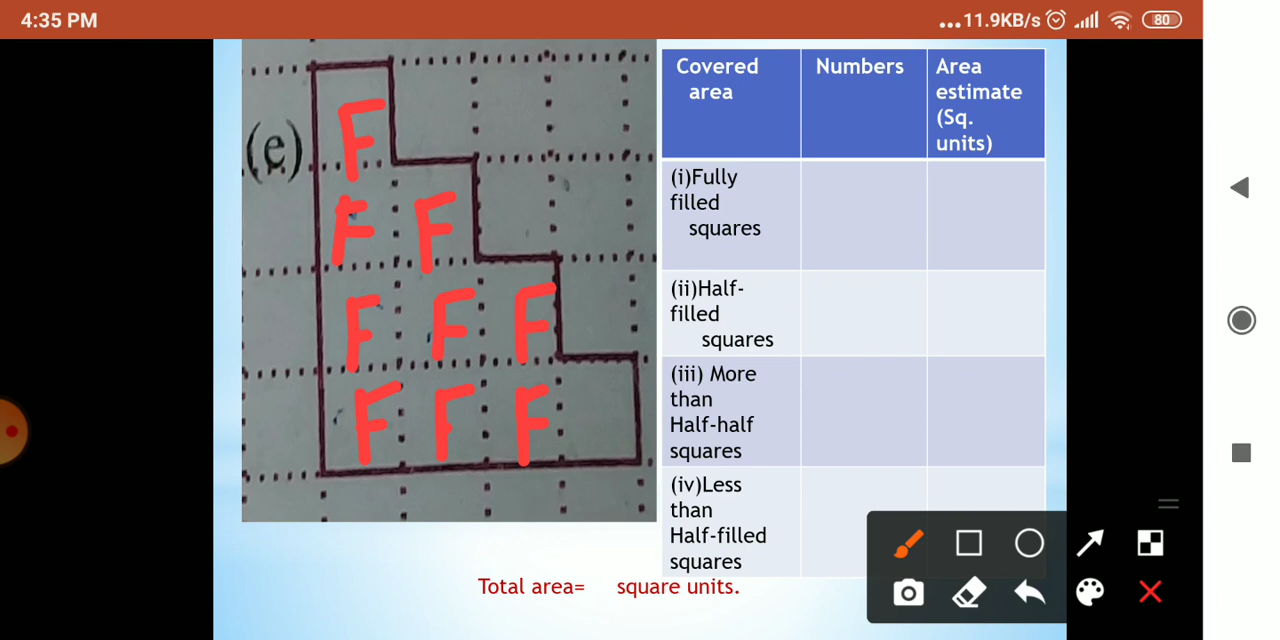 4:35 PM
...11.9KB/s 80
(e)
F
F F
F F F
F F F
Covered area Numbers Area estimate (Sq. units)
(i)Fully filled squares
(ii)Half-filled squares
(iii) More than Half-half squares
(iv)Less than Half-filled squares
Total area= square units.